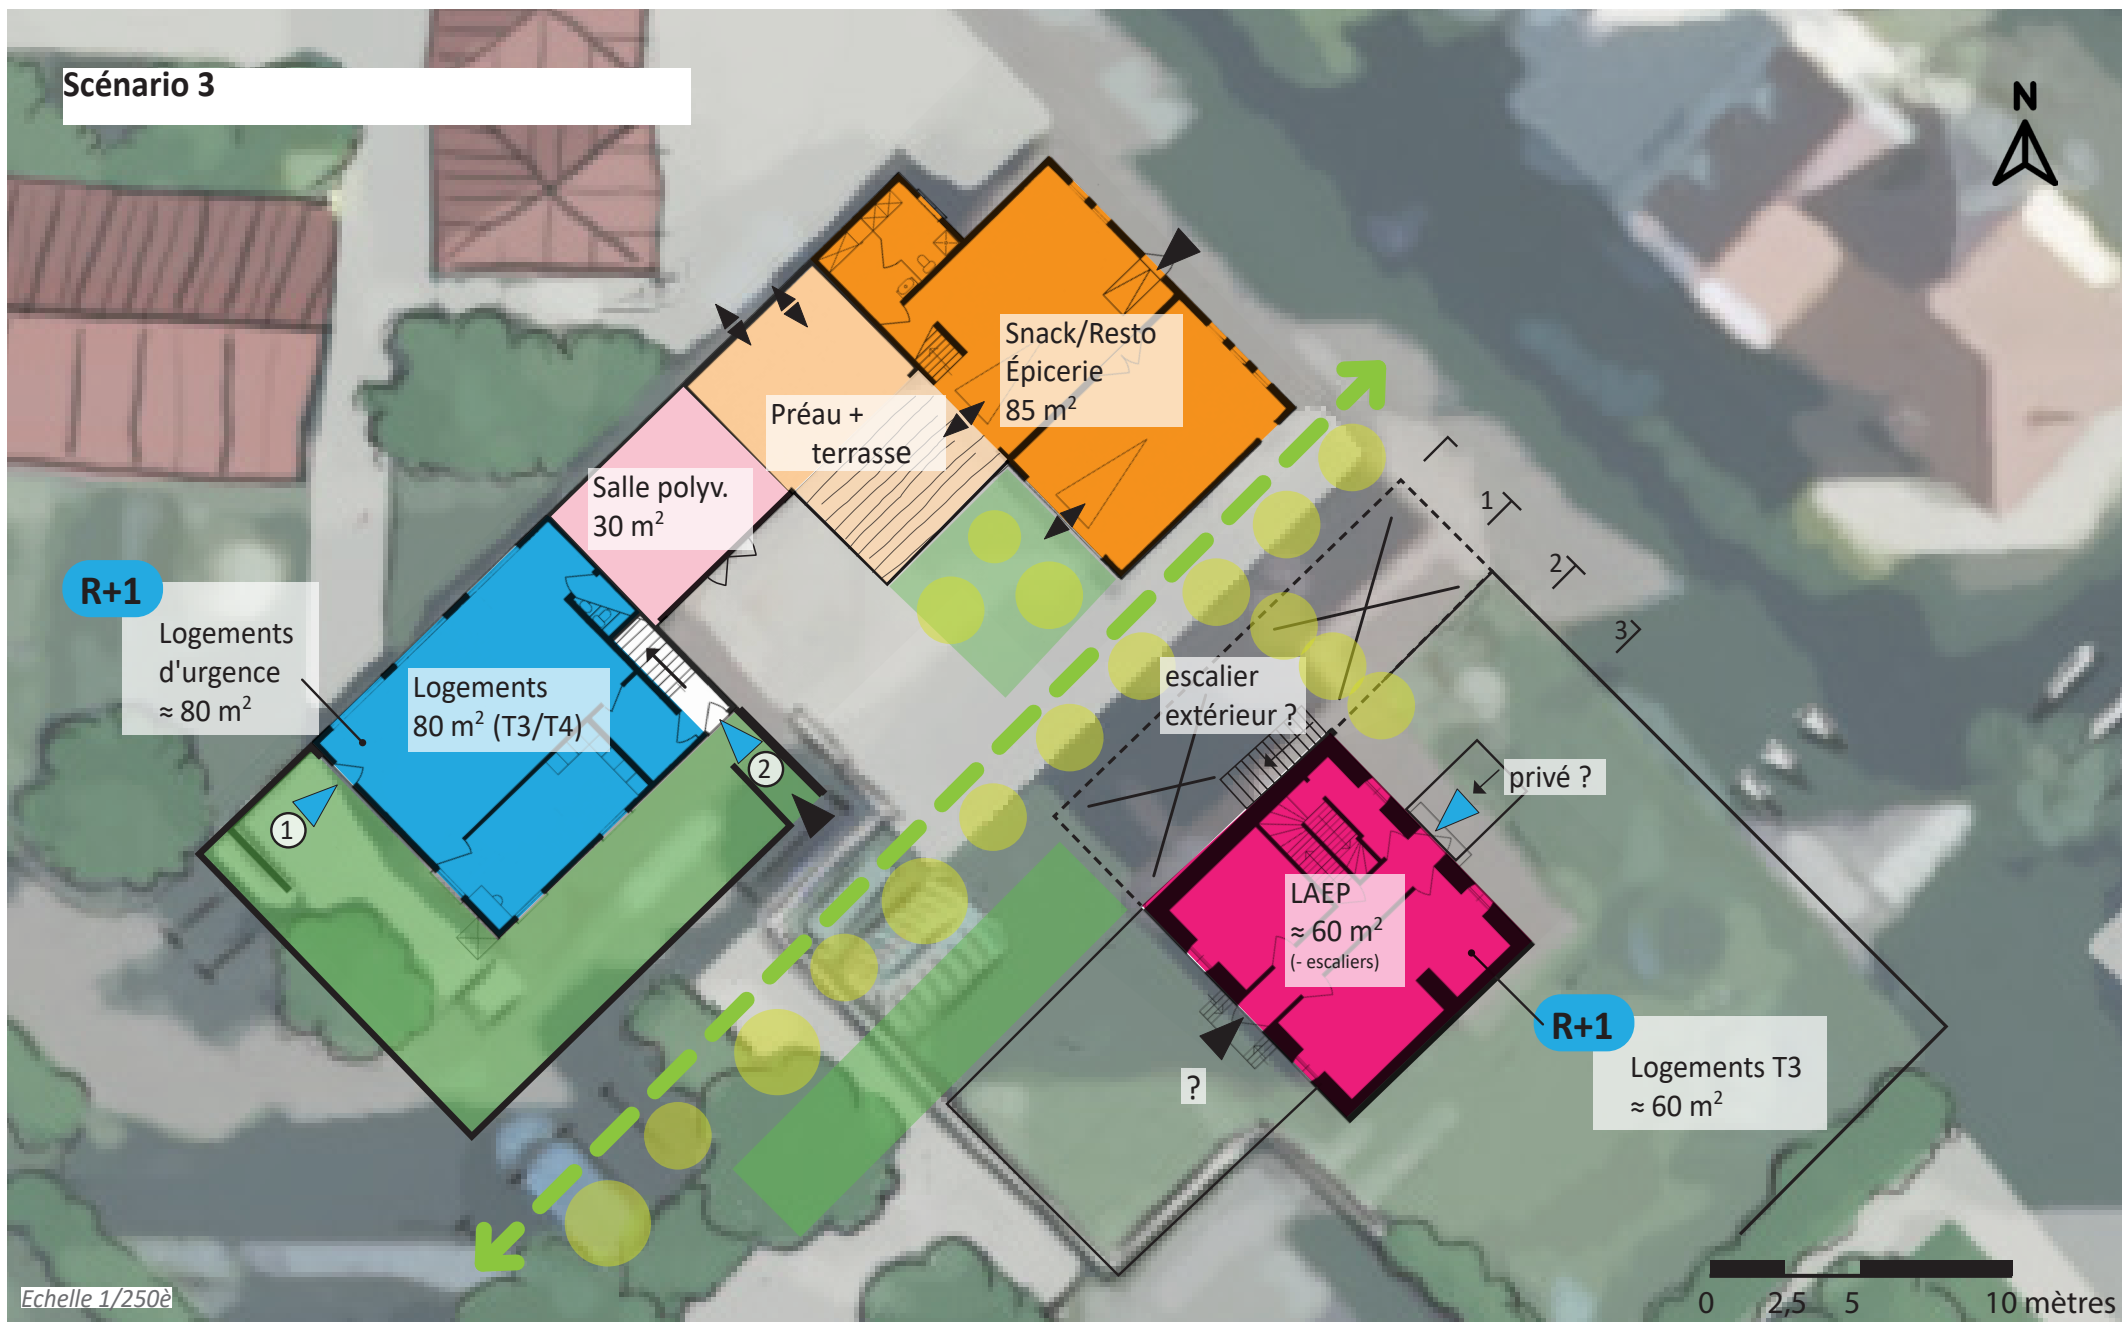 Scénario 3
N
Snack/Resto
Épicerie
85 m²
Préau +
terrasse
Salle polyv.
30 m²
R+1
Logements
d'urgence
≈ 80 m²
Logements
80 m² (T3/T4)
1
2
3
escalier
extérieur ?
privé ?
2
1
LAEP
≈ 60 m²
(- escaliers)
?
R+1
Logements T3
≈ 60 m²
Echelle 1/250è
0 2,5 5 10 mètres